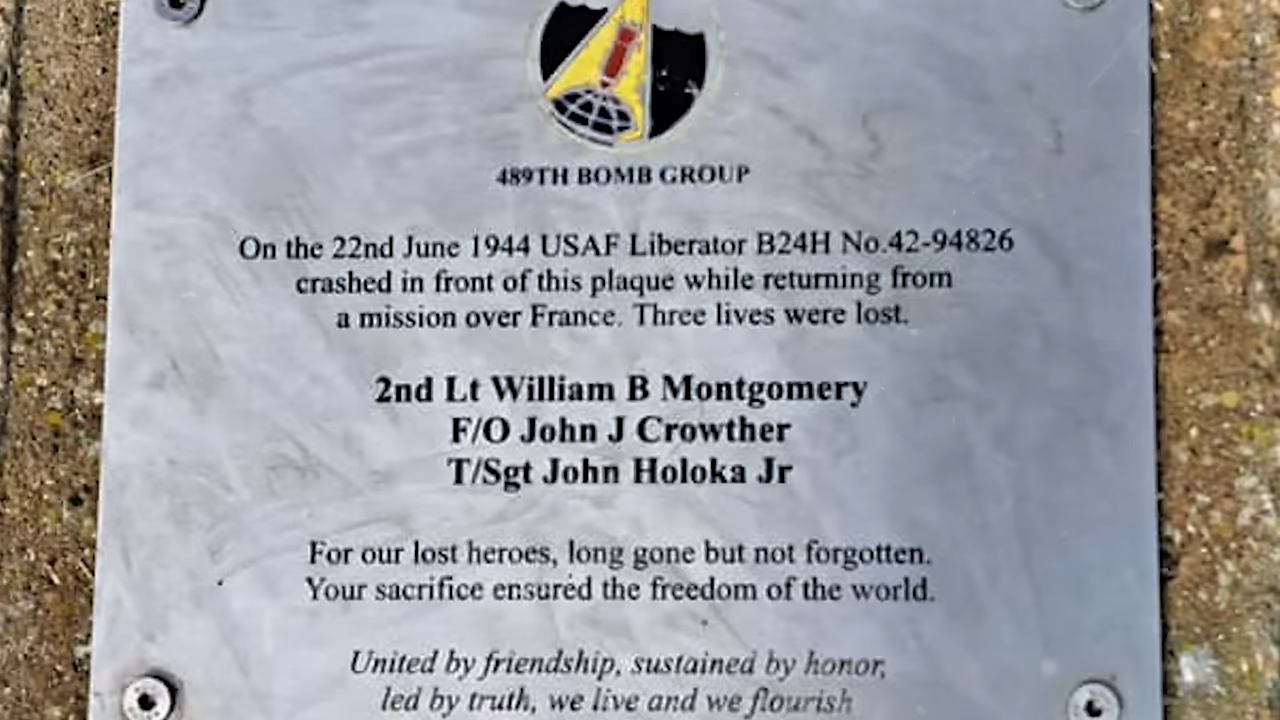 489TH BOMB GROUP
On the 22nd June 1944 USAF Liberator B24H No.42-94826
crashed in front of this plaque while returning from
a mission over France. Three lives were lost.
2nd Lt William B Montgomery
F/O John J Crowther
T/Sgt John Holoka Jr
For our lost heroes, long gone but not forgotten.
Your sacrifice ensured the freedom of the world.
United by friendship, sustained by honor,
led by truth, we live and we flourish